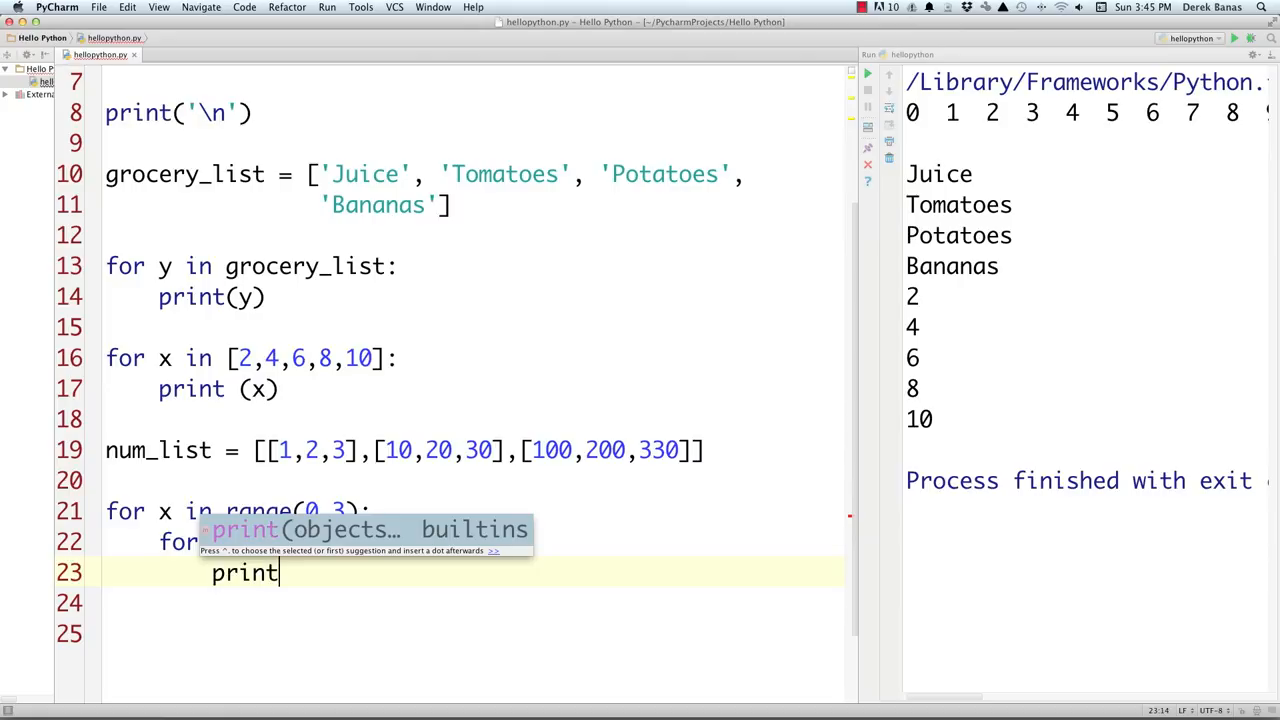 PyCharm File Edit View Navigate Code Refactor Run Tools VCS Window Help 10 Sun 3:45 PM Derek Banas
hellopython.py – Hello Python – [~/PycharmProjects/Hello Python]
Hello Python hellopython.py hellopython
hellopython.py × Run hellopython
Hello P
hell
Externa
7
8 print('\n')
9
10 grocery_list = ['Juice', 'Tomatoes', 'Potatoes',
11 'Bananas']
12
13 for y in grocery_list:
14 print(y)
15
16 for x in [2,4,6,8,10]:
17 print (x)
18
19 num_list = [[1,2,3],[10,20,30],[100,200,330]]
20
21 for x in range(0,3):
22 for
23 print
24
25
print(objects... builtins
Press ^. to choose the selected (or first) suggestion and insert a dot afterwards >>
/Library/Frameworks/Python.
0 1 2 3 4 5 6 7 8
Juice
Tomatoes
Potatoes
Bananas
2
4
6
8
10
Process finished with exit
23:14 LF UTF-8